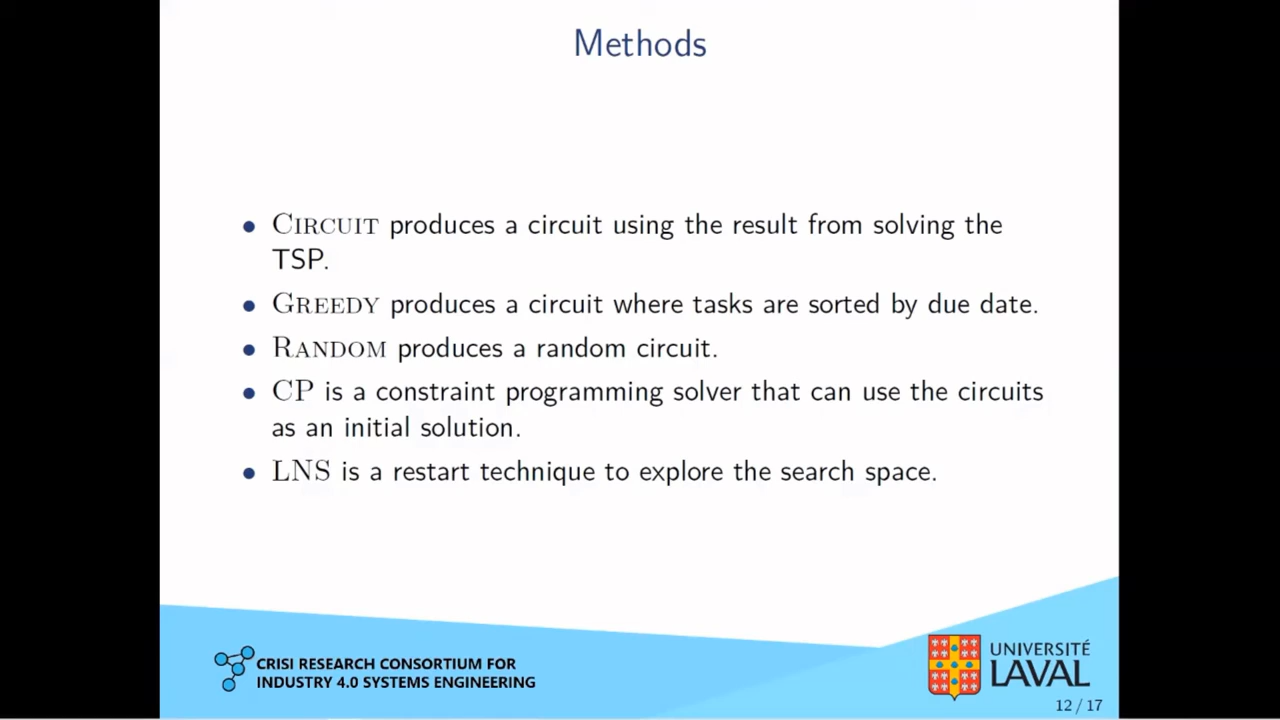 Methods
• CIRCUIT produces a circuit using the result from solving the
TSP.
• GREEDY produces a circuit where tasks are sorted by due date.
• RANDOM produces a random circuit.
• CP is a constraint programming solver that can use the circuits
as an initial solution.
• LNS is a restart technique to explore the search space.
CRISI RESEARCH CONSORTIUM FOR
INDUSTRY 4.0 SYSTEMS ENGINEERING
UNIVERSITÉ
LAVAL
12 / 17